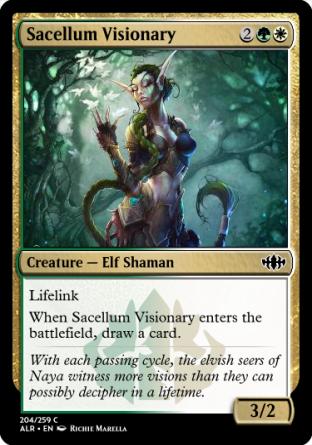 Sacellum Visionary 2
Creature — Elf Shaman
Lifelink
When Sacellum Visionary enters the
battlefield, draw a card.
With each passing cycle, the elvish seers of
Naya witness more visions than they can
possibly decipher in a lifetime.
3/2
204/259 C
ALR • EN Richie Marella